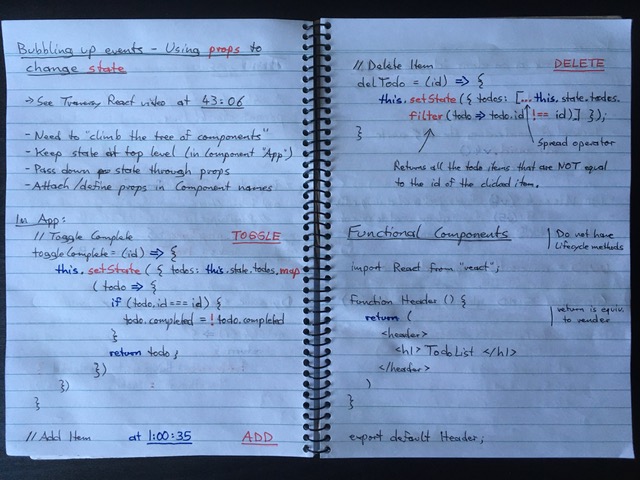 Bubbling up events - Using props to
change state
→ See Traversy React video at 43:06
- Need to "climb the tree of components"
- Keep state at top level (in Component "App")
- Pass down state through props
- Attach/define props in Component names
In App:
// Toggle Complete TOGGLE
toggleComplete = (id) => {
this.setState({ todos: this.state.todos.map
(todo => {
if (todo.id === id) {
todo.completed = !todo.completed
}
return todo;
})
})
}
// Add Item at 1:00:35 ADD
// Delete Item DELETE
delTodo = (id) => {
this.setState({ todos: [...this.state.todos.
filter(todo => todo.id !== id)] });
}
Spread operator
Returns all the todo items that are NOT equal
to the id of the clicked item.
Functional Components
Do not have
Lifecycle methods
import React from "react";
function Header () {
return (
return is equiv.
to render
<header>
<h1> TodoList </h1>
</header>
)
}
export default Header;